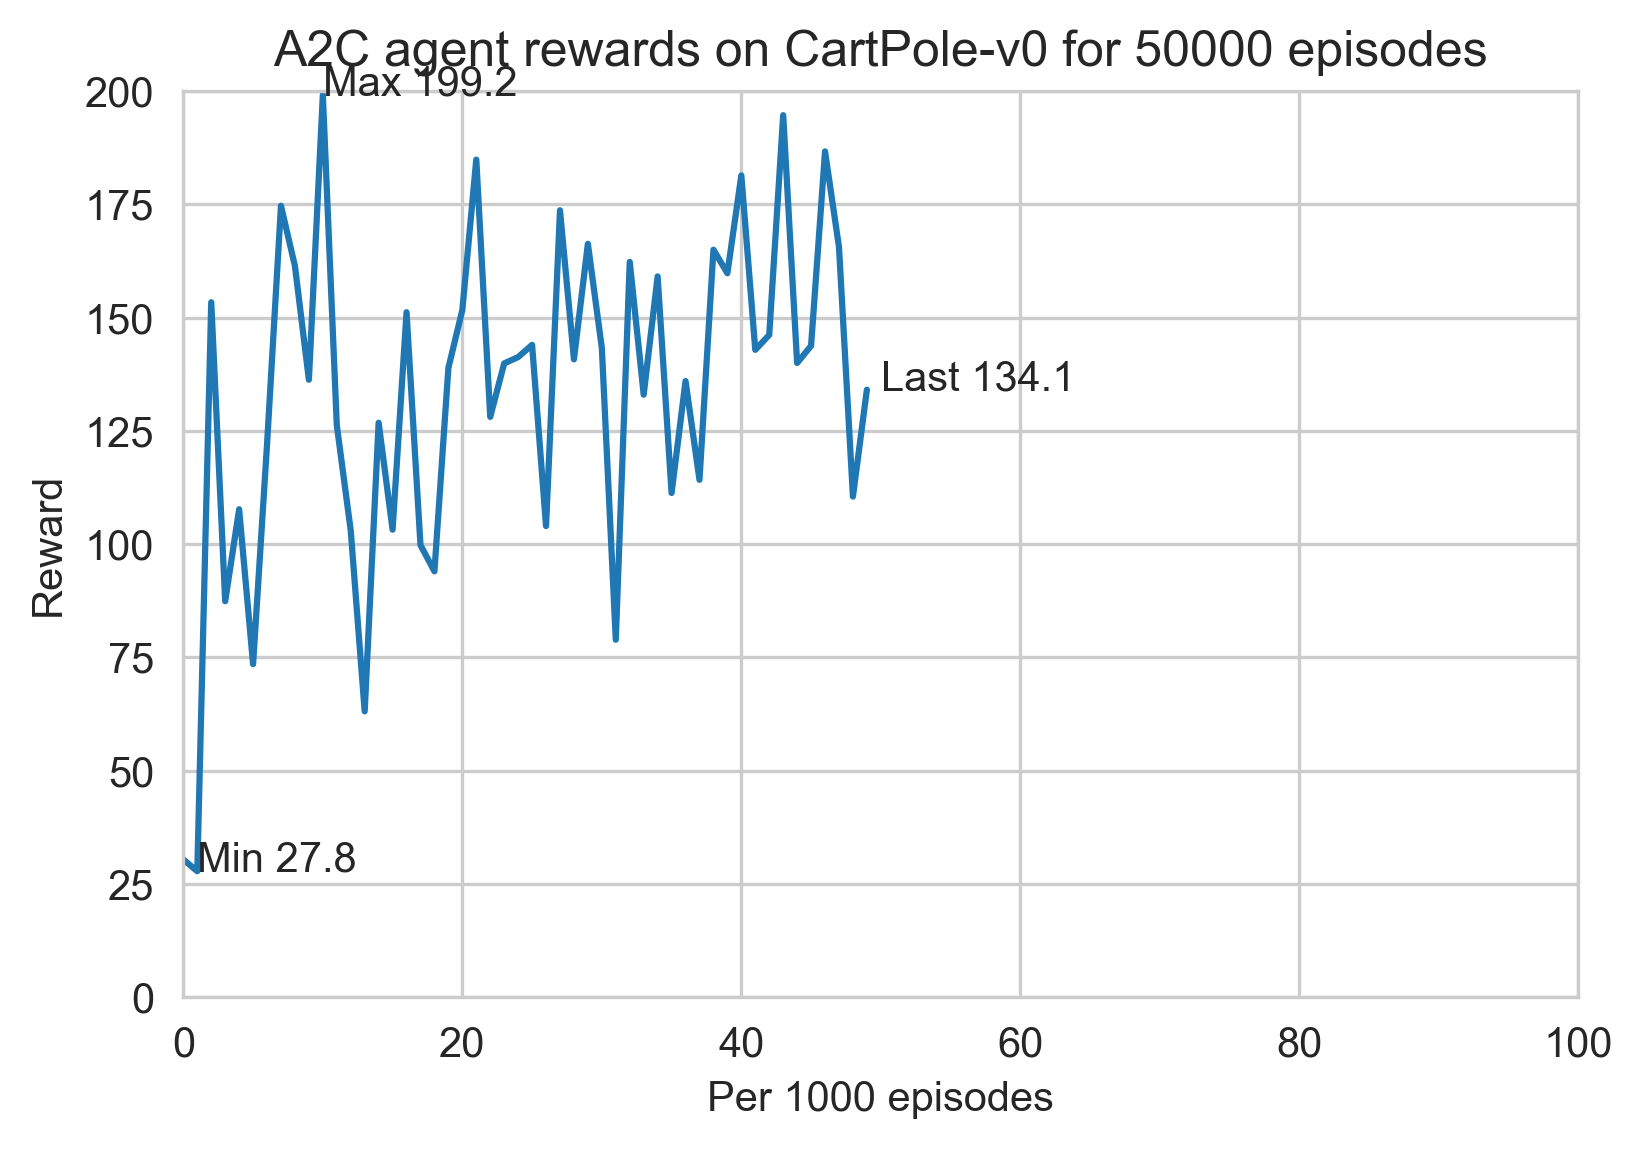 A2C agent rewards on CartPole-v0 for 50000 episodes
Max 199.2
200
175
150
125
100
75
50
25
0
Last 134.1
Min 27.8
Reward
0 20 40 60 80 100
Per 1000 episodes